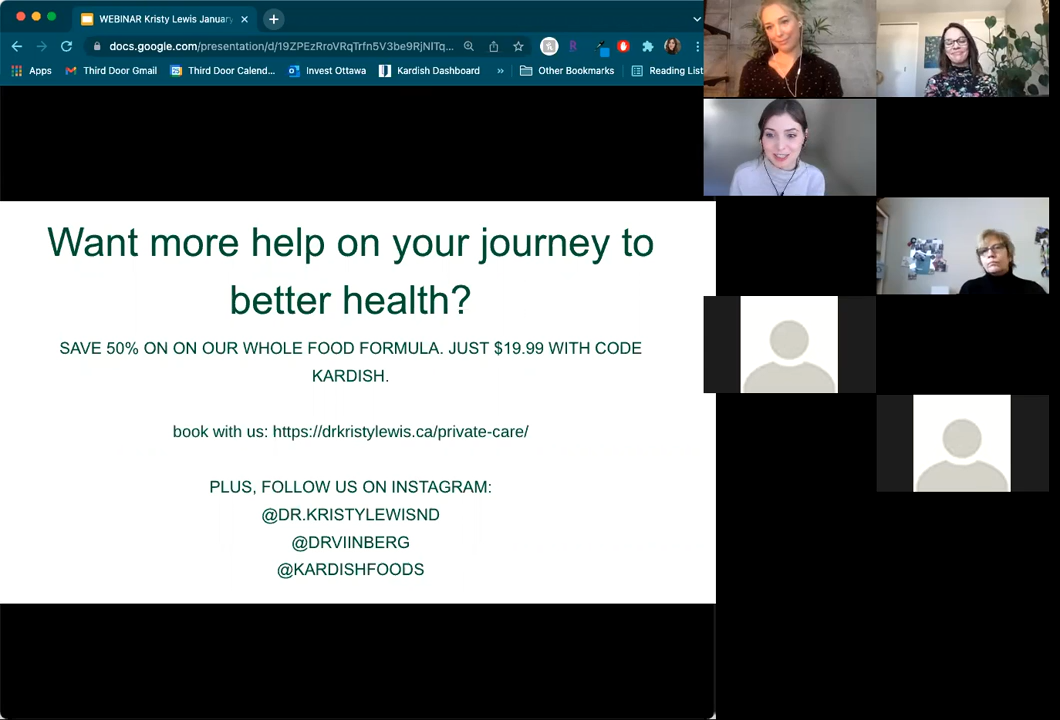 WEBINAR Kristy Lewis January
docs.google.com/presentation/d/19ZPEzRroVRqTrfn5V3be9RjNITq...
Apps
Third Door Gmail
Third Door Calend...
Invest Ottawa
Kardish Dashboard
»
Other Bookmarks
Reading List
Want more help on your journey to
better health?
SAVE 50% ON ON OUR WHOLE FOOD FORMULA. JUST $19.99 WITH CODE
KARDISH.
book with us: https://drkristylewis.ca/private-care/
PLUS, FOLLOW US ON INSTAGRAM:
@DR.KRISTYLEWISND
@DRVIINBERG
@KARDISHFOODS